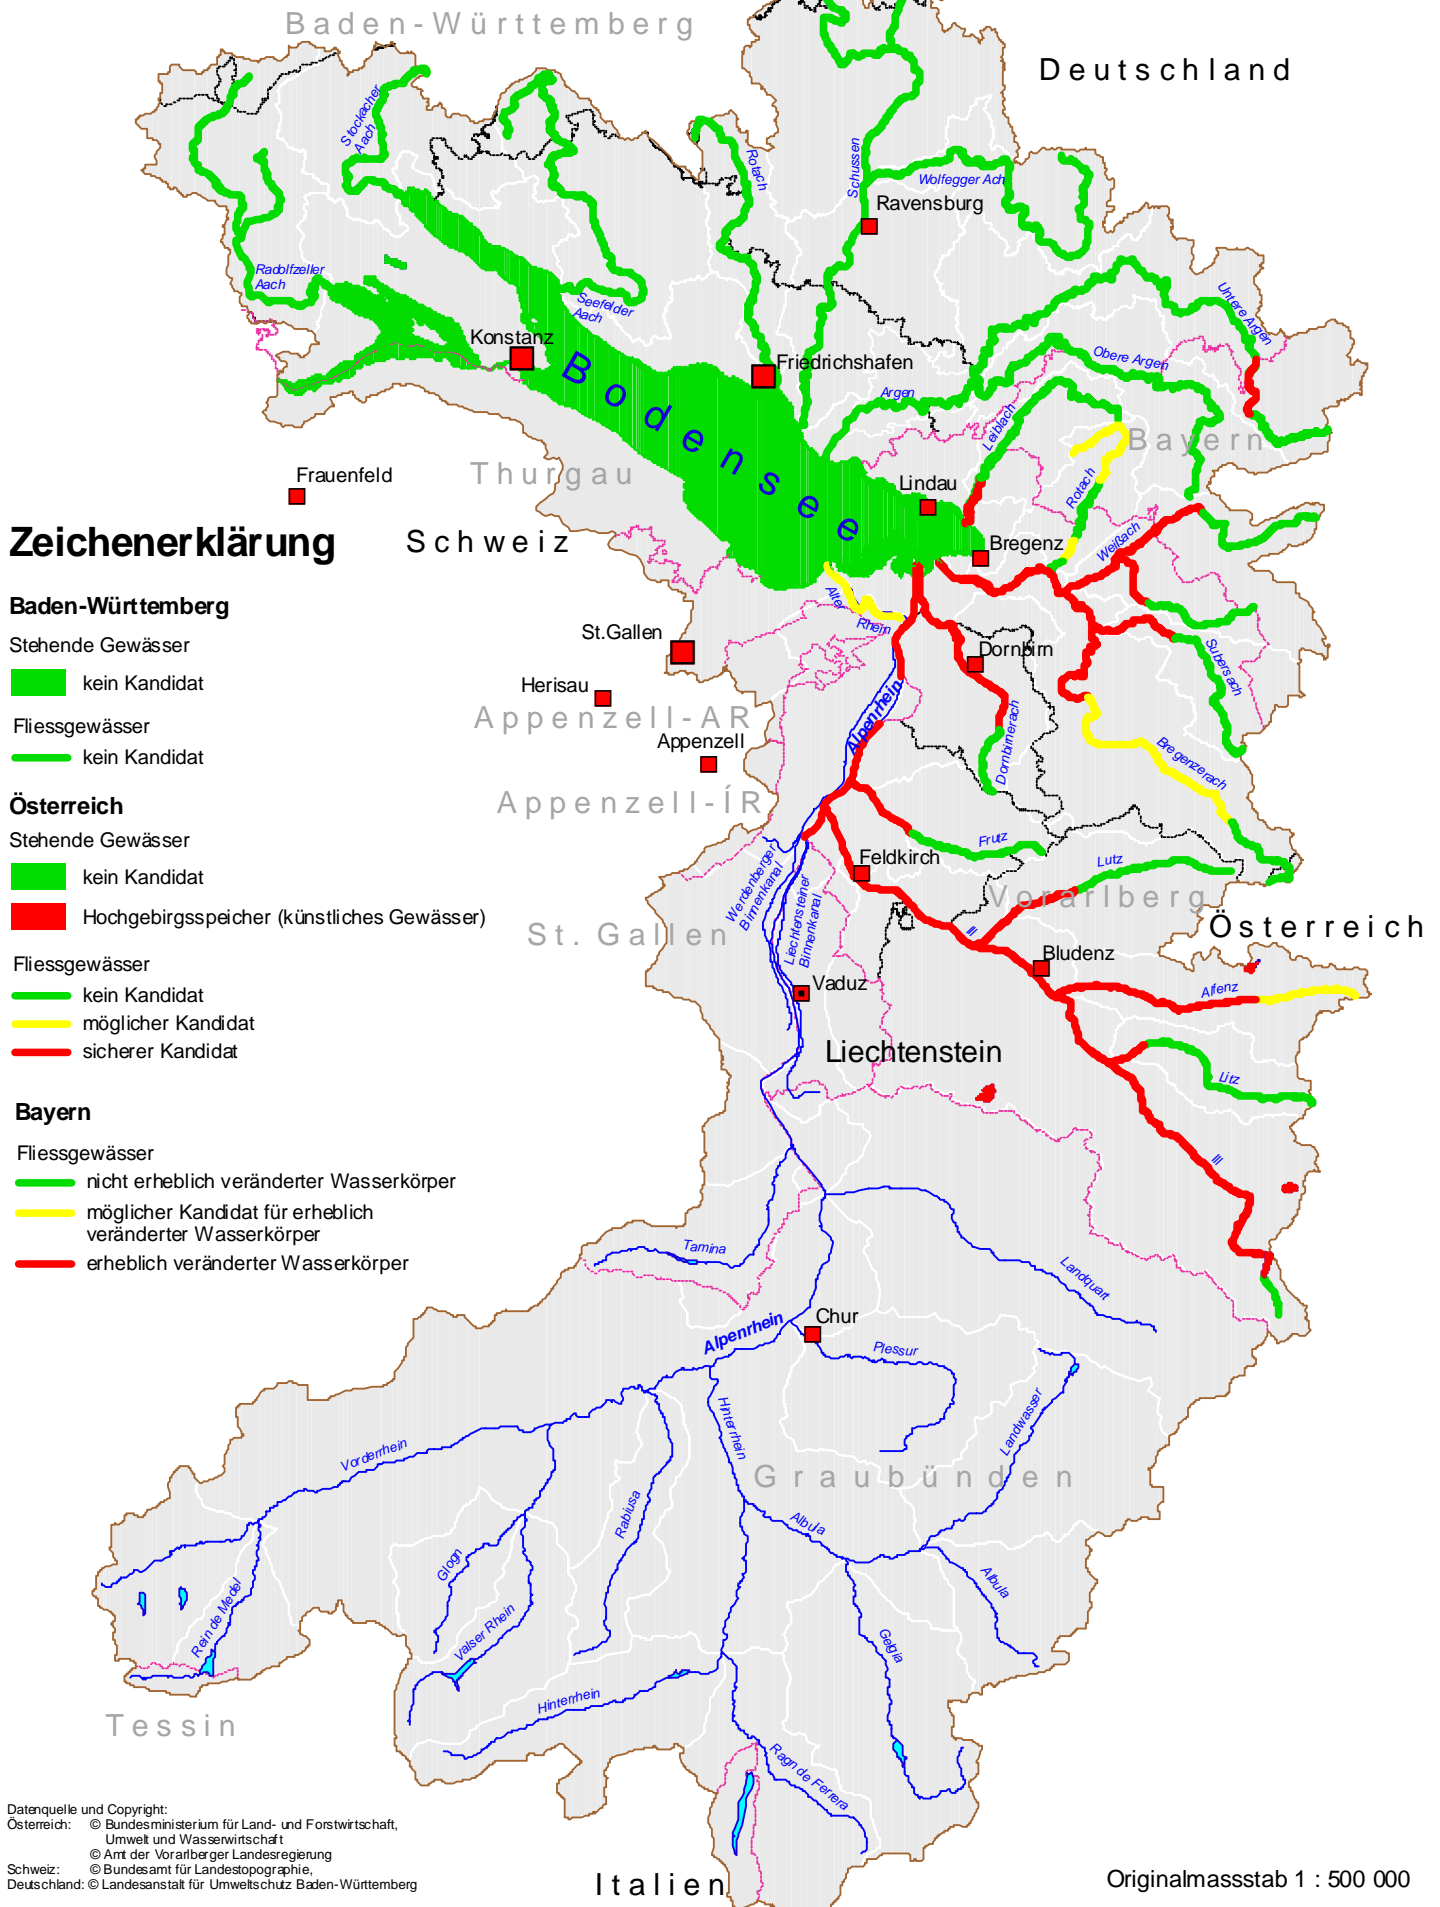 Baden-Württemberg
Deutschland
Stockacher
Aach
Rotach
Schussen
Wolfegger Ach
Ravensburg
Radolfzeller
Aach
Seefelder
Aach
Untere Argen
Konstanz
Friedrichshafen
Obere Argen
Argen
Bodensee
Leiblach
Bayern
Thurgau
Frauenfeld
Lindau
Rotach
Zeichenerklärung
Schweiz
Bregenz
Weißach
Baden-Württemberg
Stehende Gewässer
kein Kandidat
Fliessgewässer
kein Kandidat
Alter
Rhein
St.Gallen
Dornbirn
Subersach
Herisau
Appenzell-AR
Appenzell
Alpenrhein
Dornbirnerach
Bregenzerach
Appenzell-ÍR
Österreich
Stehende Gewässer
kein Kandidat
Hochgebirgsspeicher (künstliches Gewässer)
Fliessgewässer
kein Kandidat
möglicher Kandidat
sicherer Kandidat
Frutz
Feldkirch
Lutz
Werdenberger
Binnenkanal
Liechtensteiner
Binnenkanal
Vorarlberg
St. Gallen
Österreich
Ill
Bludenz
Vaduz
Alfenz
Liechtenstein
Litz
Bayern
Fliessgewässer
nicht erheblich veränderter Wasserkörper
möglicher Kandidat für erheblich
veränderter Wasserkörper
erheblich veränderter Wasserkörper
Ill
Tamina
Landquart
Alpenrhein
Chur
Plessur
Hinterrhein
Landwasser
Vorderrhein
Graubünden
Rabiusa
Albula
Glogn
Albula
Rein de Medel
Valser Rhein
Gelgia
Hinterrhein
Tessin
Ragn de Ferrera
Datenquelle und Copyright:
Österreich: © Bundesministerium für Land- und Forstwirtschaft,
Umwelt und Wasserwirtschaft
© Amt der Vorarlberger Landesregierung
Schweiz: © Bundesamt für Landestopographie,
Deutschland: © Landesanstalt für Umweltschutz Baden-Württemberg
Italien
Originalmassstab 1 : 500 000